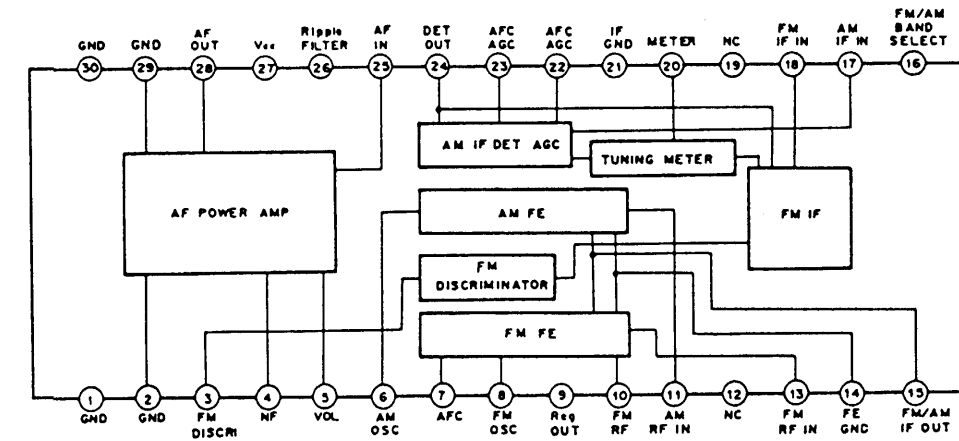 GND
GND
AF
OUT
Vcc
Ripple
FILTER
AF
IN
DET
OUT
AFC
AGC
AFC
AGC
IF
GND
METER
NC
FM
IF IN
AM
IF IN
FM/AM
BAND
SELECT
30 29 28 27 26 25 24 23 22 21 20 19 18 17 16
AM IF DET AGC
TUNING METER
AF POWER AMP
AM FE
FM IF
FM
DISCRIMINATOR
FM FE
1 2 3 4 5 6 7 8 9 10 11 12 13 14 15
GND
GND
FM
DISCRI
NF
VOL
AM
OSC
AFC
FM
OSC
Reg
OUT
FM
RF
AM
RF IN
NC
FM
RF IN
FE
GND
FM/AM
IF OUT